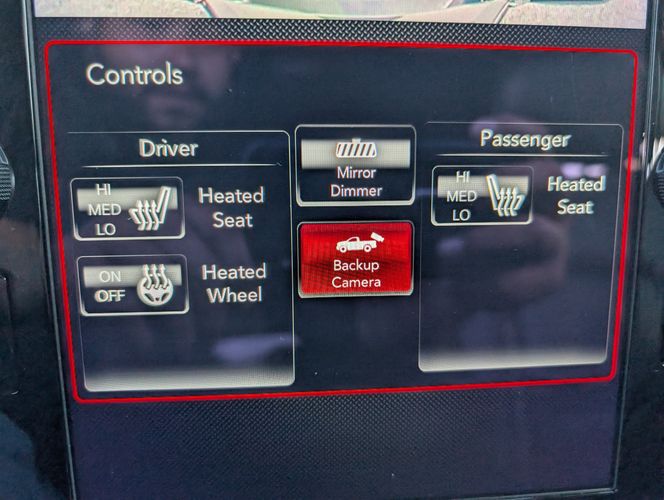 Controls
Driver
HI
MED
LO
Heated
Seat
ON
OFF
Heated
Wheel
Mirror
Dimmer
Backup
Camera
Passenger
HI
MED
LO
Heated
Seat